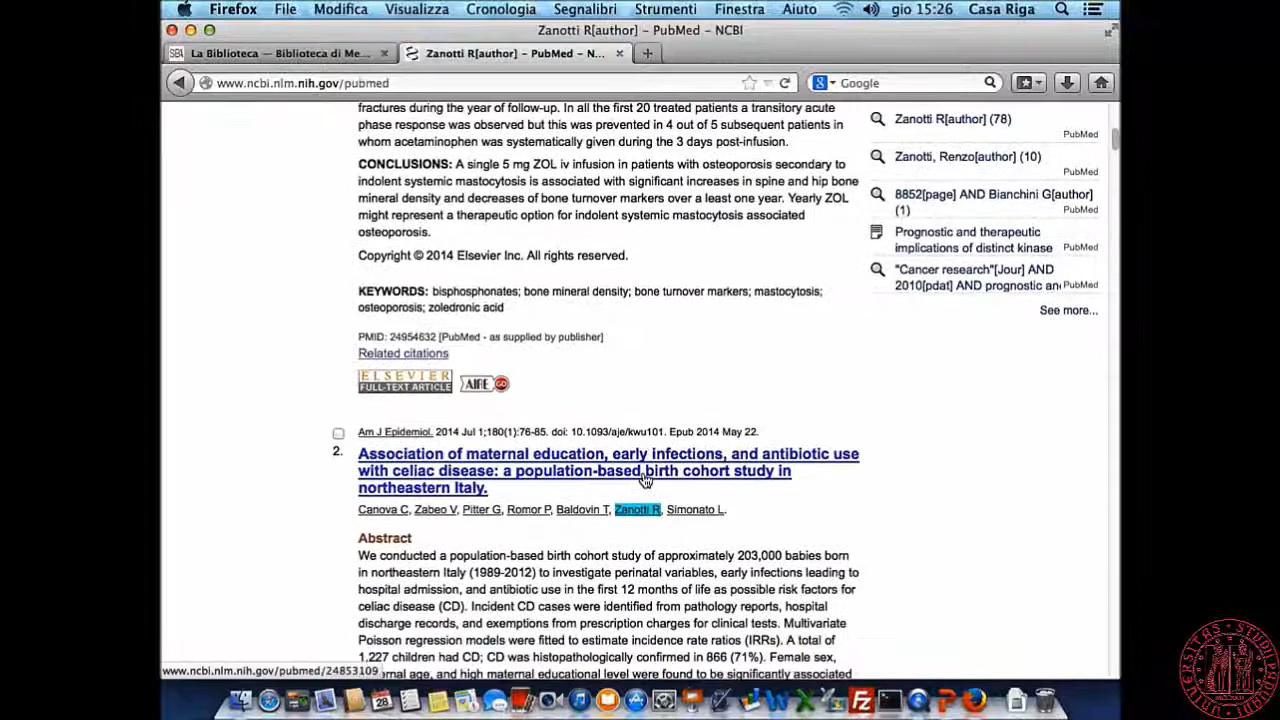 Firefox File Modifica Visualizza Cronologia Segnalibri Strumenti Finestra Aiuto gio 15:26 Casa Riga
Zanotti R[author] – PubMed – NCBI
SBA La Biblioteca — Biblioteca di Me... Zanotti R[author] – PubMed – N...
www.ncbi.nlm.nih.gov/pubmed Google
fractures during the year of follow-up. In all the first 20 treated patients a transitory acute
phase response was observed but this was prevented in 4 out of 5 subsequent patients in
whom acetaminophen was systematically given during the 3 days post-infusion.
CONCLUSIONS: A single 5 mg ZOL iv infusion in patients with osteoporosis secondary to
indolent systemic mastocytosis is associated with significant increases in spine and hip bone
mineral density and decreases of bone turnover markers over a least one year. Yearly ZOL
might represent a therapeutic option for indolent systemic mastocytosis associated
osteoporosis.
Copyright © 2014 Elsevier Inc. All rights reserved.
KEYWORDS: bisphosphonates; bone mineral density; bone turnover markers; mastocytosis;
osteoporosis; zoledronic acid
PMID: 24954632 [PubMed - as supplied by publisher]
Related citations
ELSEVIER
FULL-TEXT ARTICLE
AIRE GO
Am J Epidemiol. 2014 Jul 1;180(1):76-85. doi: 10.1093/aje/kwu101. Epub 2014 May 22.
2. Association of maternal education, early infections, and antibiotic use
with celiac disease: a population-based birth cohort study in
northeastern Italy.
Canova C, Zabeo V, Pitter G, Romor P, Baldovin T, Zanotti R, Simonato L.
Abstract
We conducted a population-based birth cohort study of approximately 203,000 babies born
in northeastern Italy (1989-2012) to investigate perinatal variables, early infections leading to
hospital admission, and antibiotic use in the first 12 months of life as possible risk factors for
celiac disease (CD). Incident CD cases were identified from pathology reports, hospital
discharge records, and exemptions from prescription charges for clinical tests. Multivariate
Poisson regression models were fitted to estimate incidence rate ratios (IRRs). A total of
1,227 children had CD; CD was histopathologically confirmed in 866 (71%). Female sex,
rnal age, and high maternal educational level were found to be significantly associated
www.ncbi.nlm.nih.gov/pubmed/24853109
Zanotti R[author] (78)
PubMed
Zanotti, Renzo[author] (10)
PubMed
8852[page] AND Bianchini G[author]
(1) PubMed
Prognostic and therapeutic
implications of distinct kinase PubMed
"Cancer research"[Jour] AND
2010[pdat] AND prognostic an PubMed
See more...